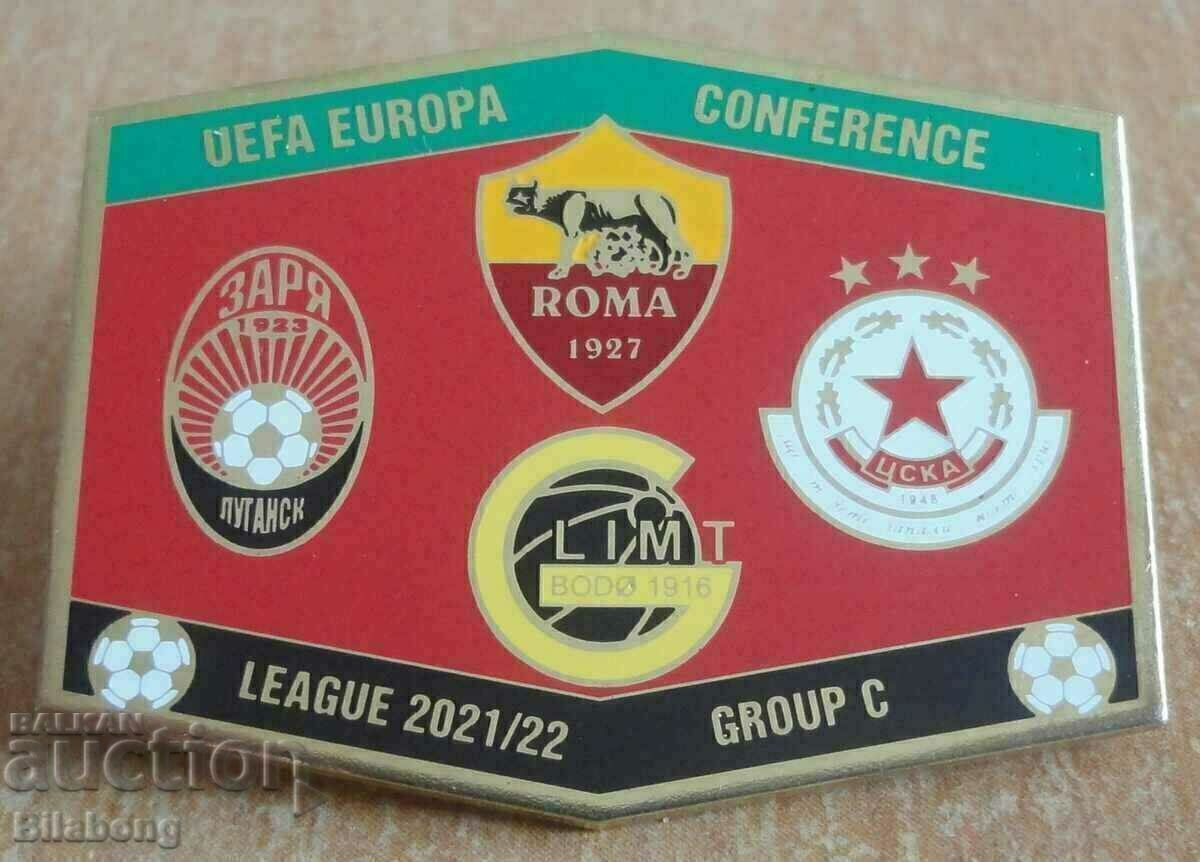 UEFA EUROPA CONFERENCE
ЗАРЯ
1923
ЛУГАНСК
ROMA
1927
GLIMT
BODØ 1916
ЦСКА
1948
LEAGUE 2021/22 GROUP C
BALKAN
auction
Bilabong